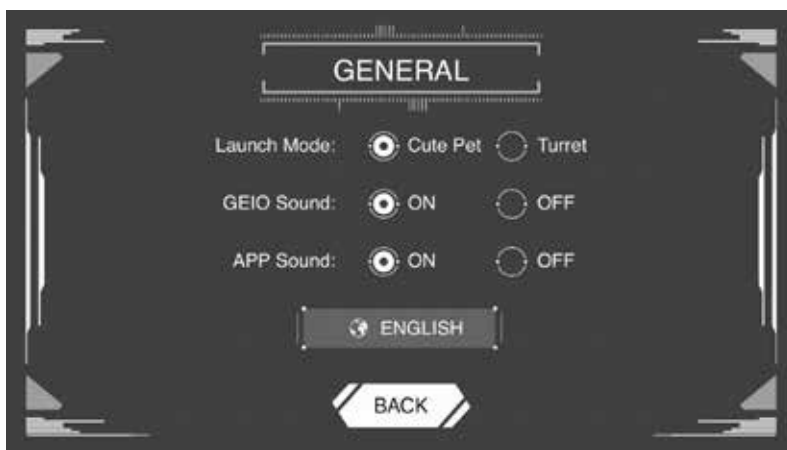 GENERAL
Launch Mode: Cute Pet Turret
GEIO Sound: ON OFF
APP Sound: ON OFF
ENGLISH
BACK